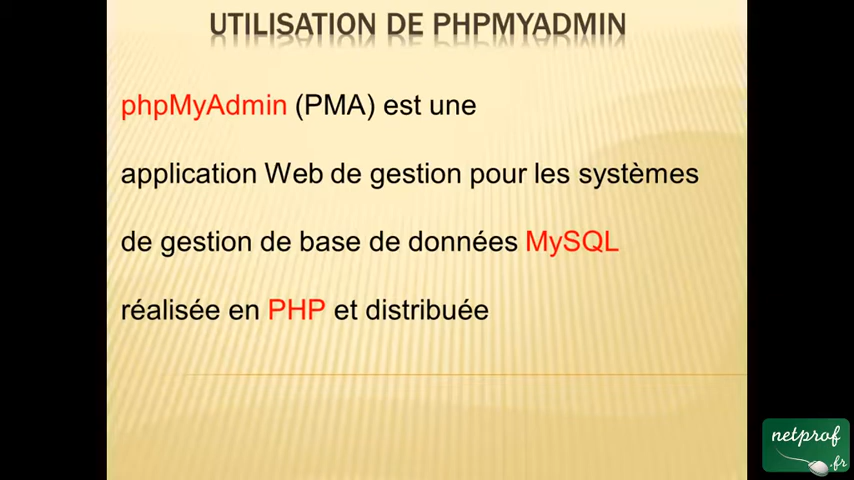 UTILISATION DE PHPMYADMIN
phpMyAdmin (PMA) est une
application Web de gestion pour les systèmes
de gestion de base de données MySQL
réalisée en PHP et distribuée
netprof
.fr